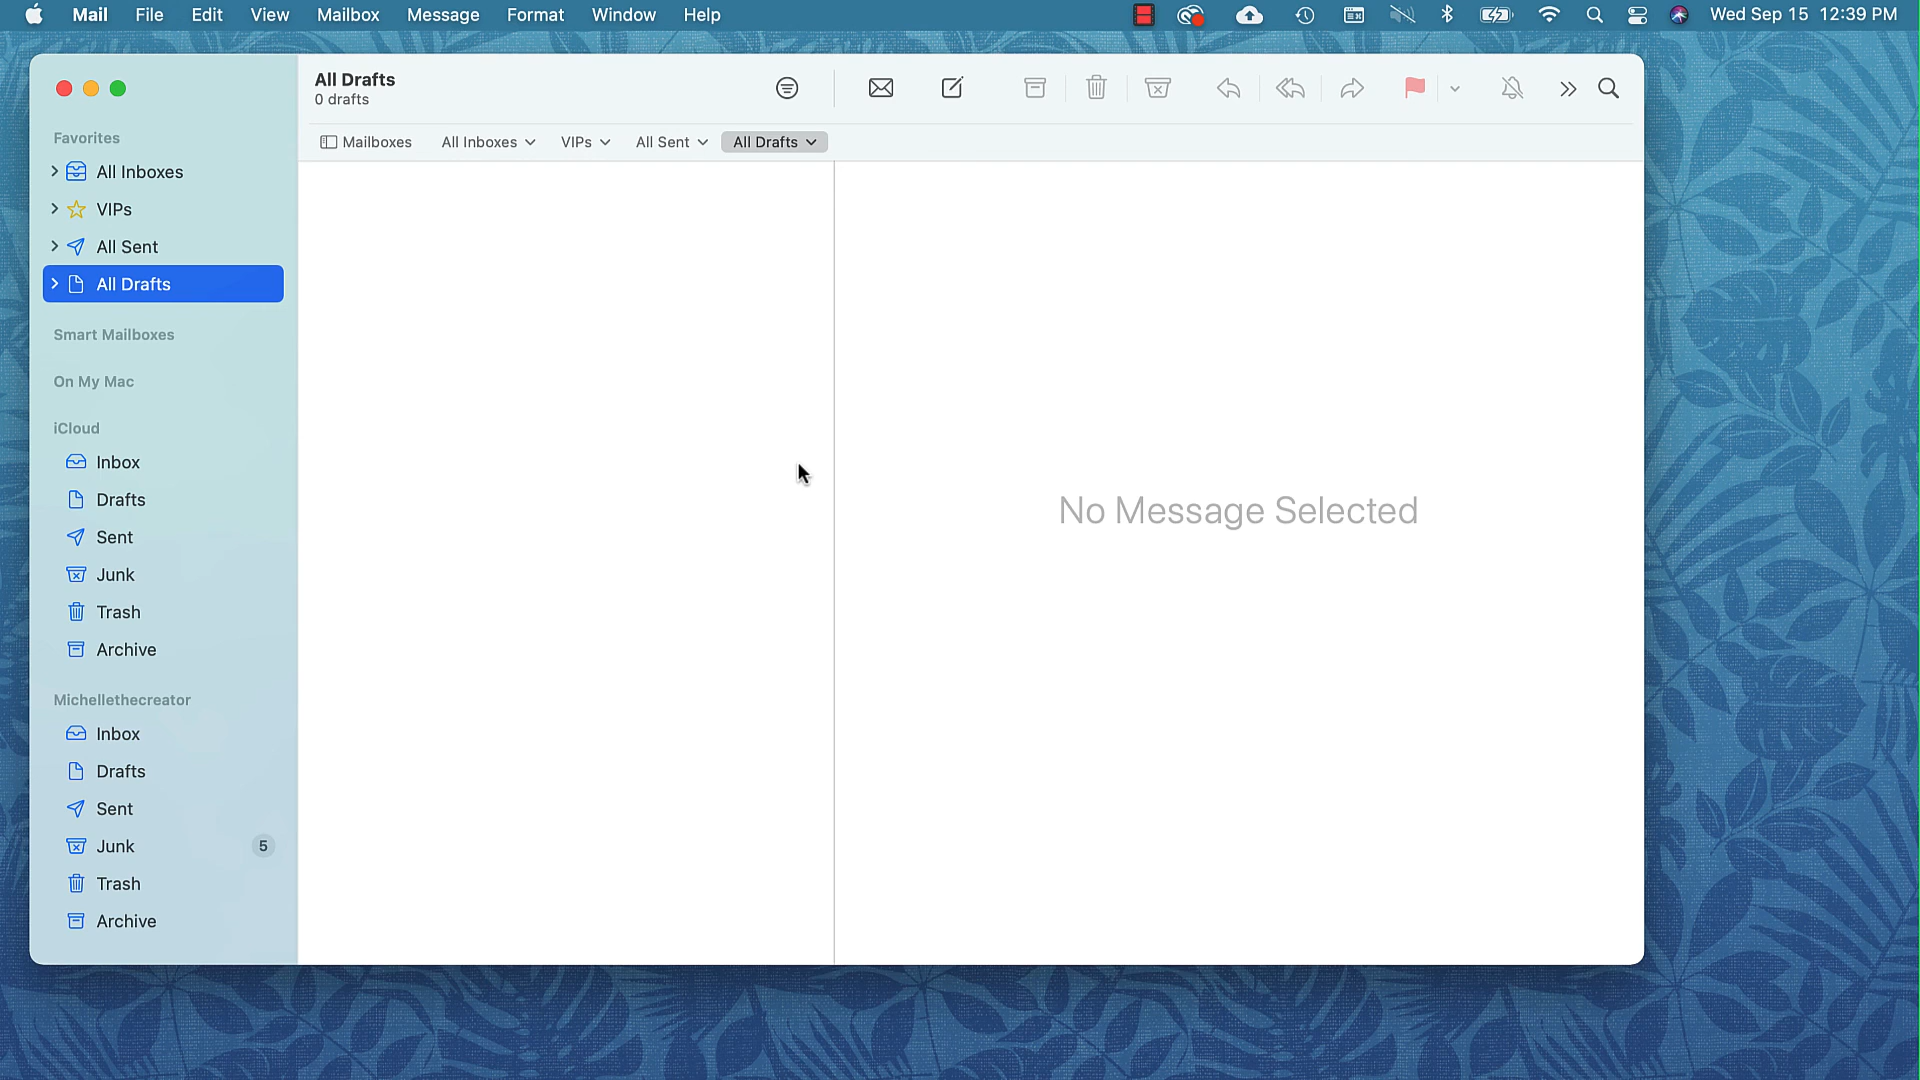 Mail File Edit View Mailbox Message Format Window Help Wed Sep 15 12:39 PM
All Drafts
0 drafts
Mailboxes All Inboxes VIPs All Sent All Drafts
Favorites
All Inboxes
VIPs
All Sent
All Drafts
Smart Mailboxes
On My Mac
iCloud
Inbox
Drafts
Sent
Junk
Trash
Archive
Michellethecreator
Inbox
Drafts
Sent
Junk 5
Trash
Archive
No Message Selected